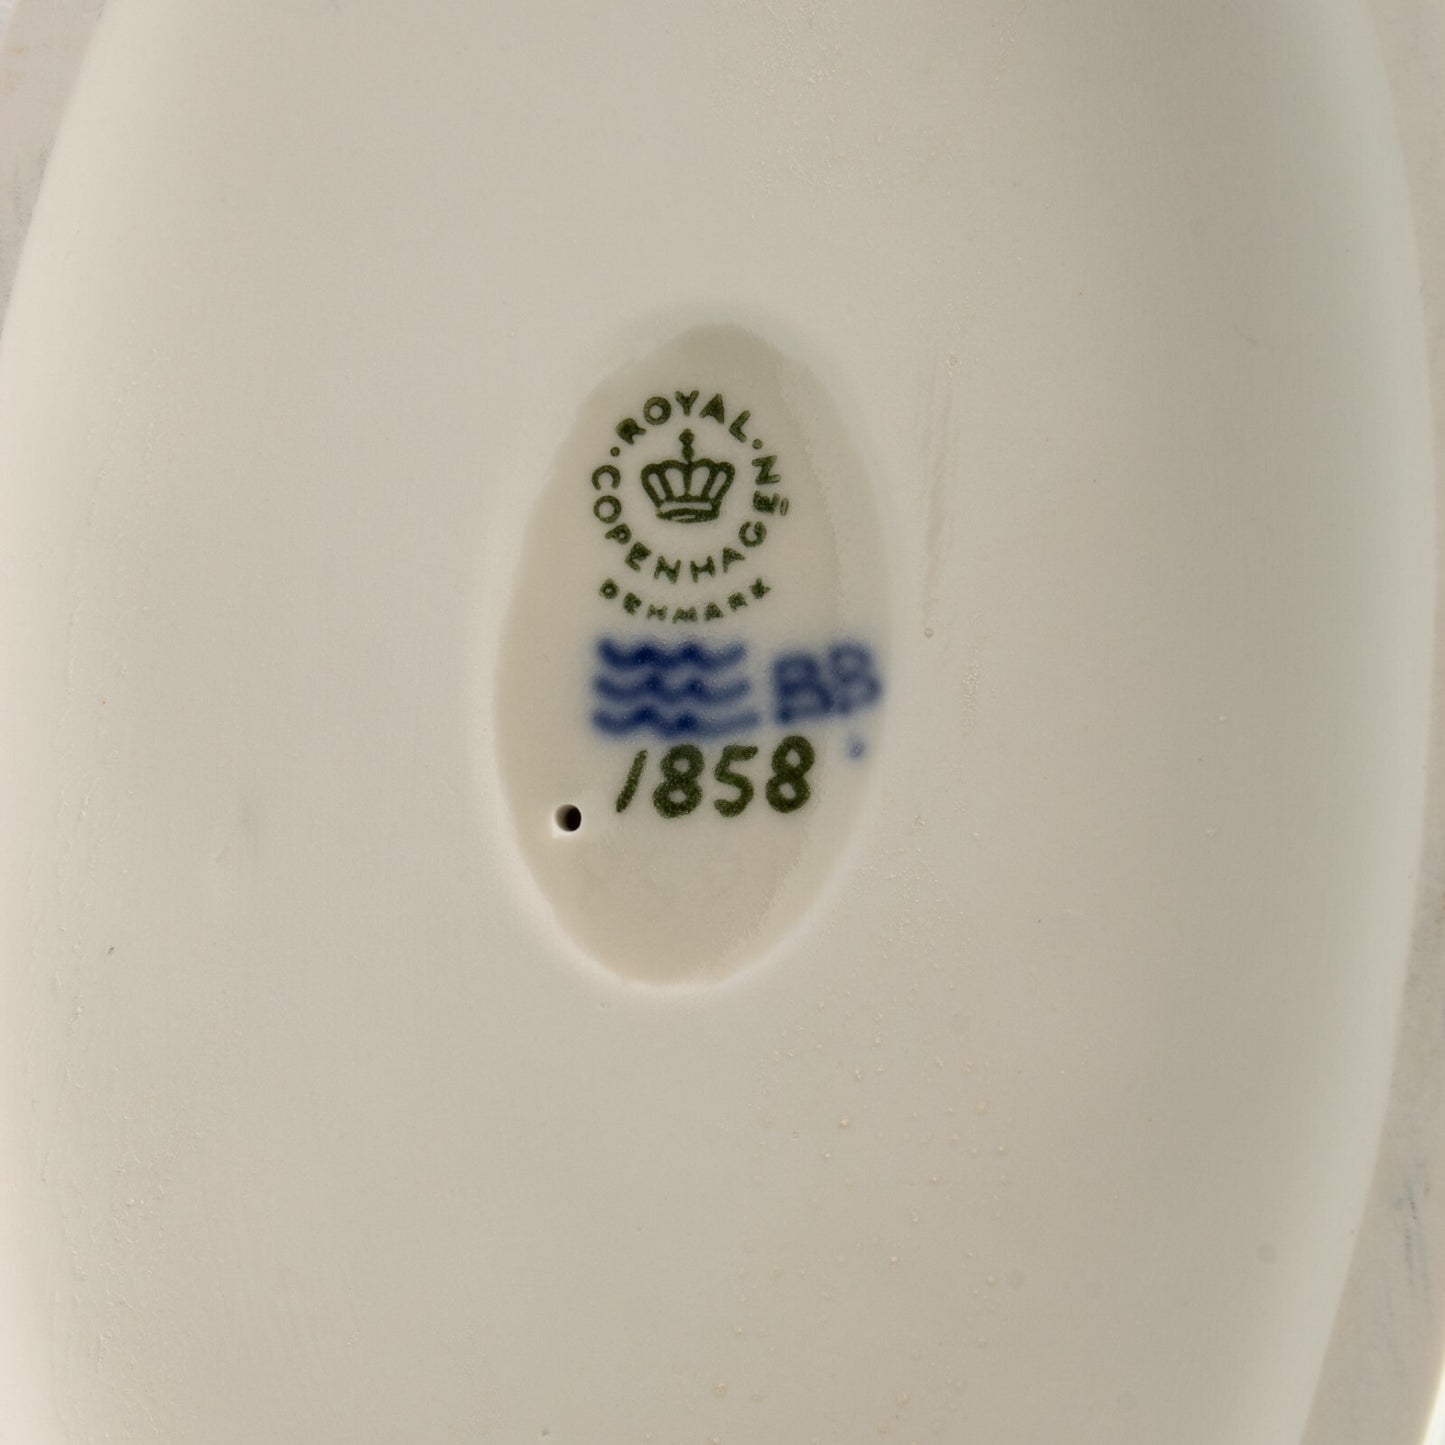 ROYAL·
·COPENHAGEN
DENMARK
BB
1858